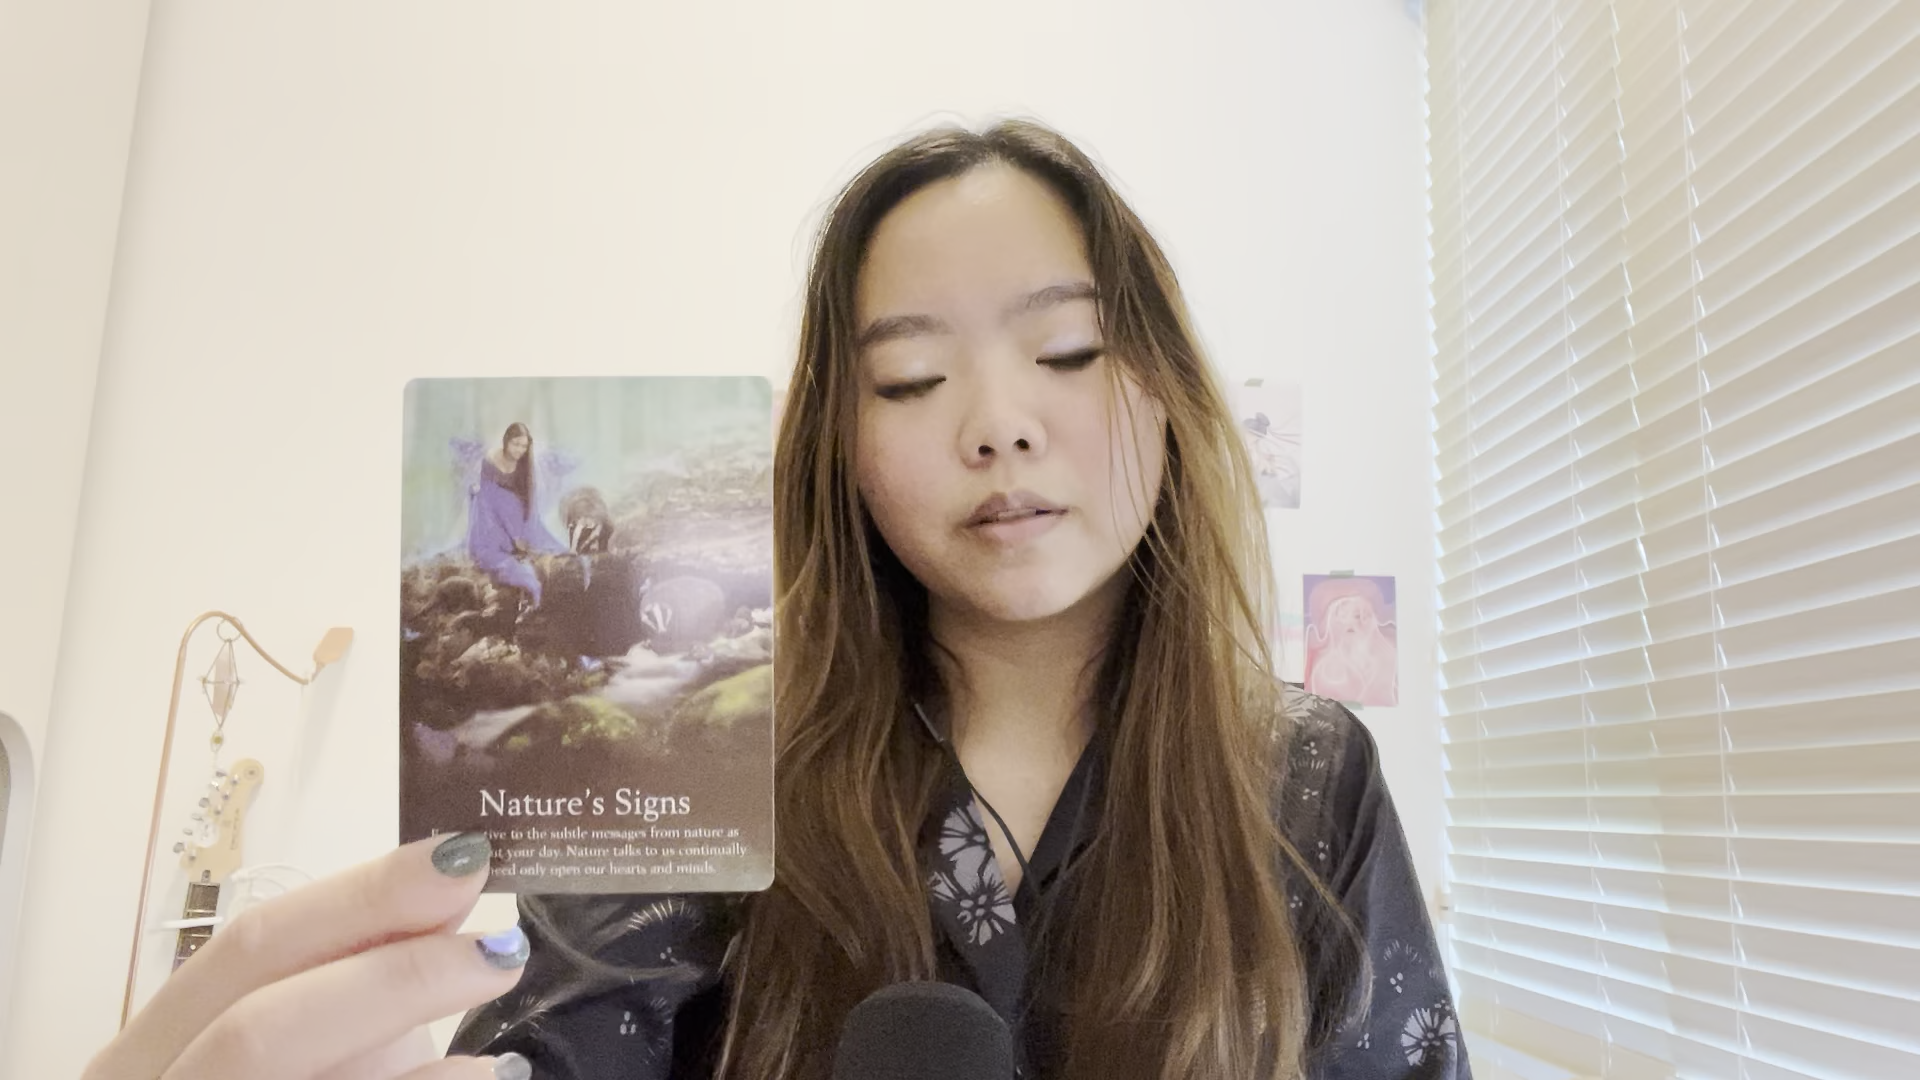 Nature's Signs
to the subtle messages from nature as
your day. Nature talks to us continually
need only open our hearts and minds.